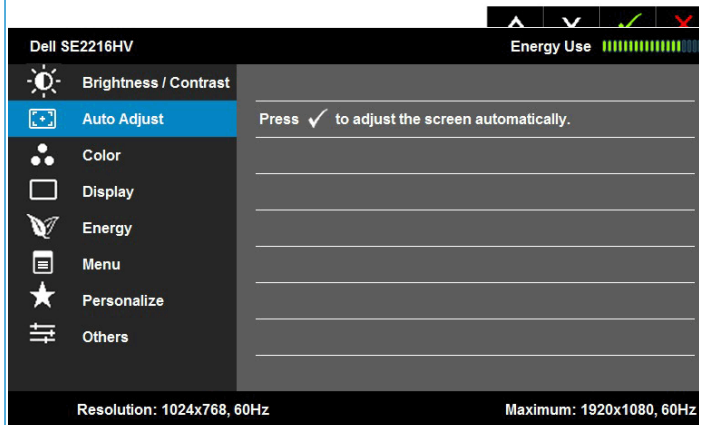 Dell SE2216HV Energy Use
Brightness / Contrast
Auto Adjust Press ✓ to adjust the screen automatically.
Color
Display
Energy
Menu
Personalize
Others
Resolution: 1024x768, 60Hz Maximum: 1920x1080, 60Hz